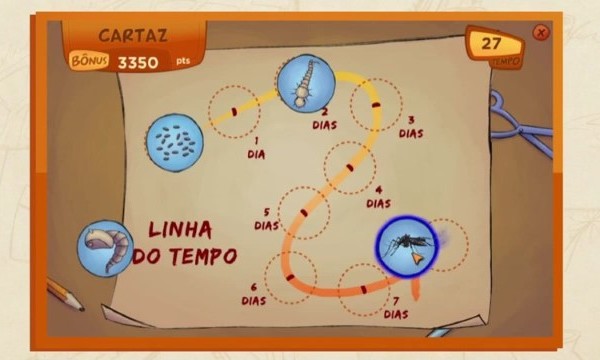 CARTAZ
BÔNUS 3350 pts
27
TEMPO
1
DIA
2
DIAS
3
DIAS
4
DIAS
5
DIAS
6
DIAS
7
DIAS
LINHA
DO TEMPO